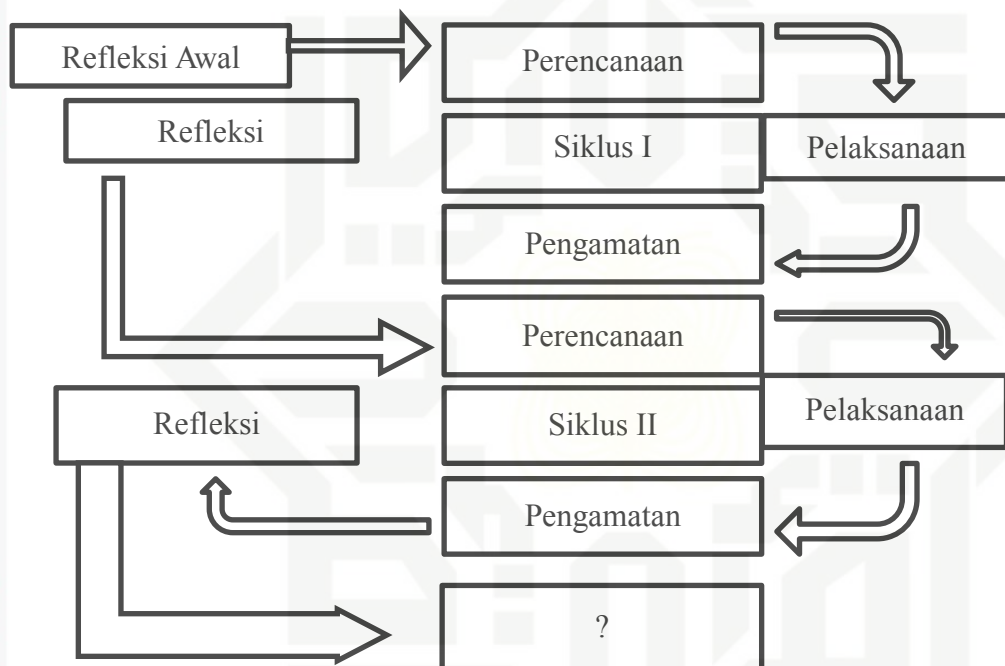 Refleksi Awal
Perencanaan
Refleksi
Siklus I
Pelaksanaan
Pengamatan
Perencanaan
Refleksi
Siklus II
Pelaksanaan
Pengamatan
?